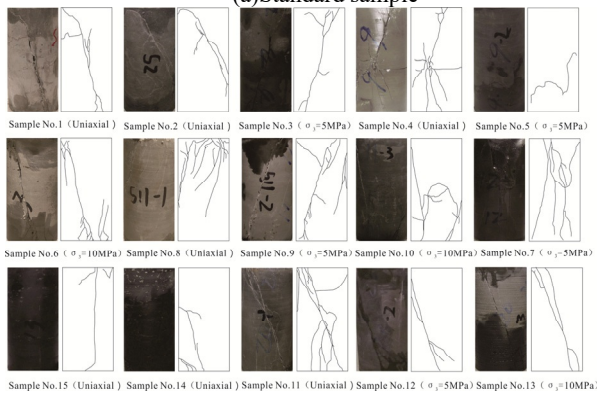 (a)Standard sample
Sample No.1 (Uniaxial) Sample No.2 (Uniaxial) Sample No.3 (σ₃=5MPa) Sample No.4 (Uniaxial) Sample No.5 (σ₃=5MPa)
Sample No.6 (σ₃=10MPa) Sample No.8 (Uniaxial) Sample No.9 (σ₃=5MPa) Sample No.10 (σ₃=10MPa) Sample No.7 (σ₃=5MPa)
Sample No.15 (Uniaxial) Sample No.14 (Uniaxial) Sample No.11 (Uniaxial) Sample No.12 (σ₃=5MPa) Sample No.13 (σ₃=10MPa)